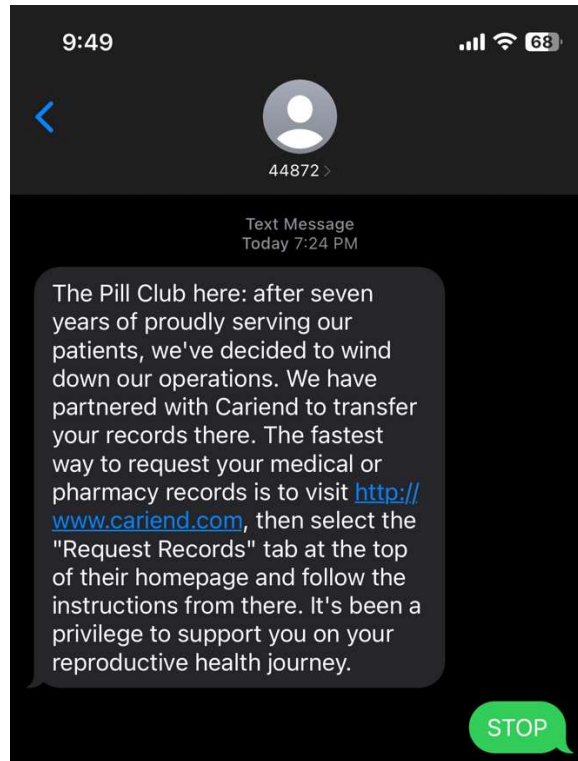 9:49
68
44872 >
Text Message
Today 7:24 PM
The Pill Club here: after seven
years of proudly serving our
patients, we've decided to wind
down our operations. We have
partnered with Cariend to transfer
your records there. The fastest
way to request your medical or
pharmacy records is to visit http://
www.cariend.com, then select the
"Request Records" tab at the top
of their homepage and follow the
instructions from there. It's been a
privilege to support you on your
reproductive health journey.
STOP